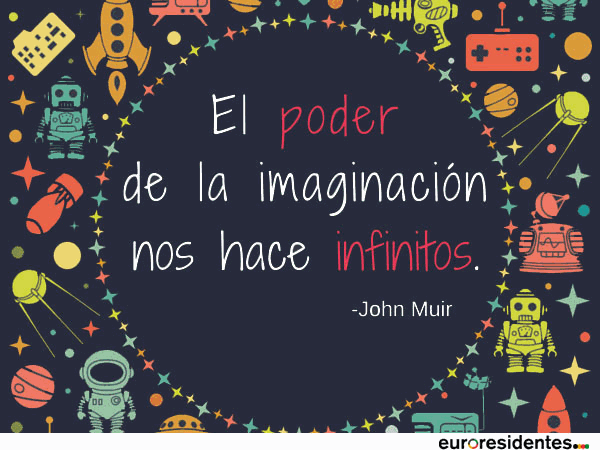 El poder
de la imaginación
nos hace infinitos.
-John Muir
euroresidentes